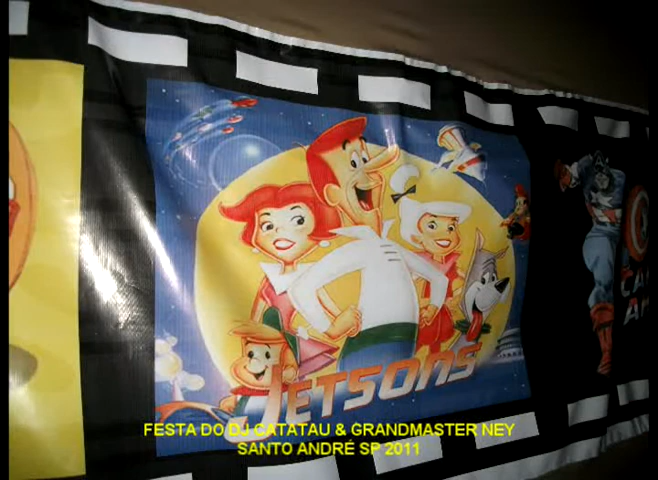 JETSONS
FESTA DO DJ CATATAU & GRANDMASTER NEY
SANTO ANDRÉ SP 2011